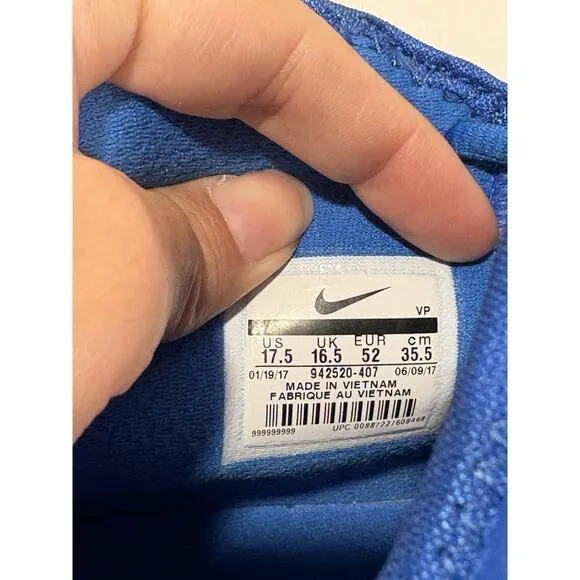 VP
US UK EUR cm
17.5 16.5 52 35.5
01/19/17 942520-407 06/09/17
MADE IN VIETNAM
FABRIQUE AU VIETNAM
999999999
UPC